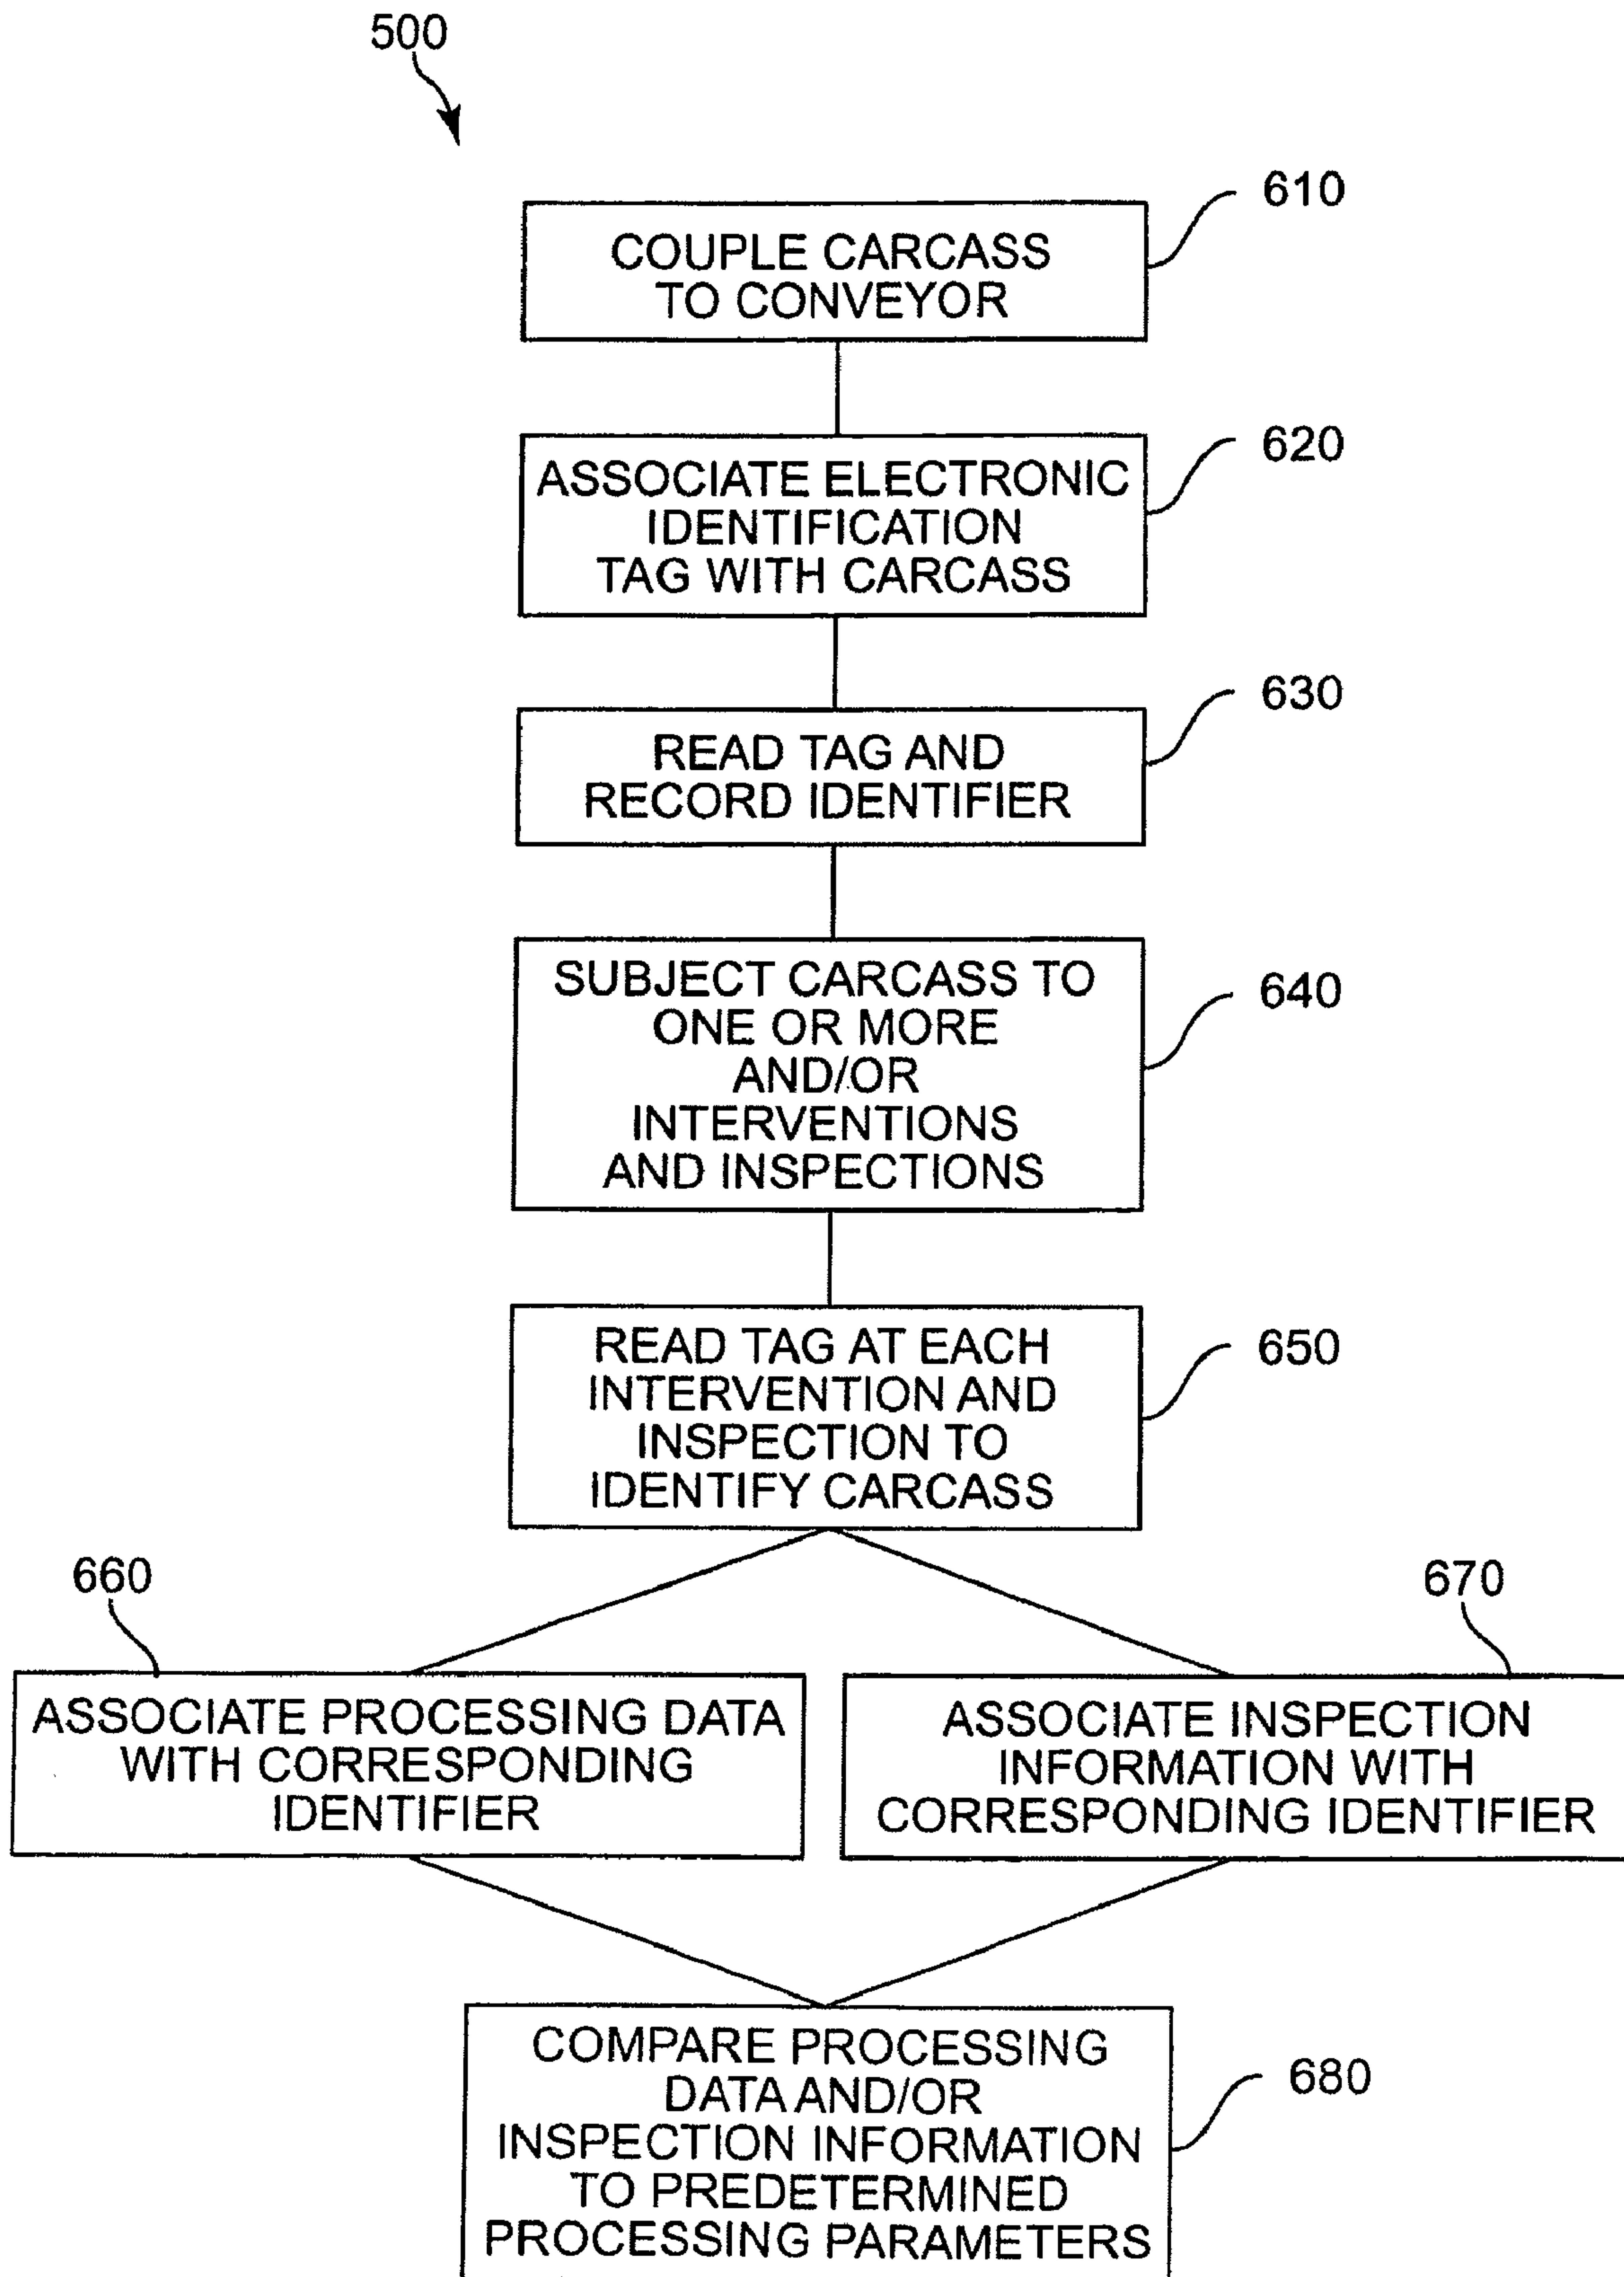 500
610
COUPLE CARCASS
TO CONVEYOR
620
ASSOCIATE ELECTRONIC
IDENTIFICATION
TAG WITH CARCASS
630
READ TAG AND
RECORD IDENTIFIER
640
SUBJECT CARCASS TO
ONE OR MORE
AND/OR
INTERVENTIONS
AND INSPECTIONS
650
READ TAG AT EACH
INTERVENTION AND
INSPECTION TO
IDENTIFY CARCASS
660
ASSOCIATE PROCESSING DATA
WITH CORRESPONDING
IDENTIFIER
670
ASSOCIATE INSPECTION
INFORMATION WITH
CORRESPONDING IDENTIFIER
680
COMPARE PROCESSING
DATA AND/OR
INSPECTION INFORMATION
TO PREDETERMINED
PROCESSING PARAMETERS